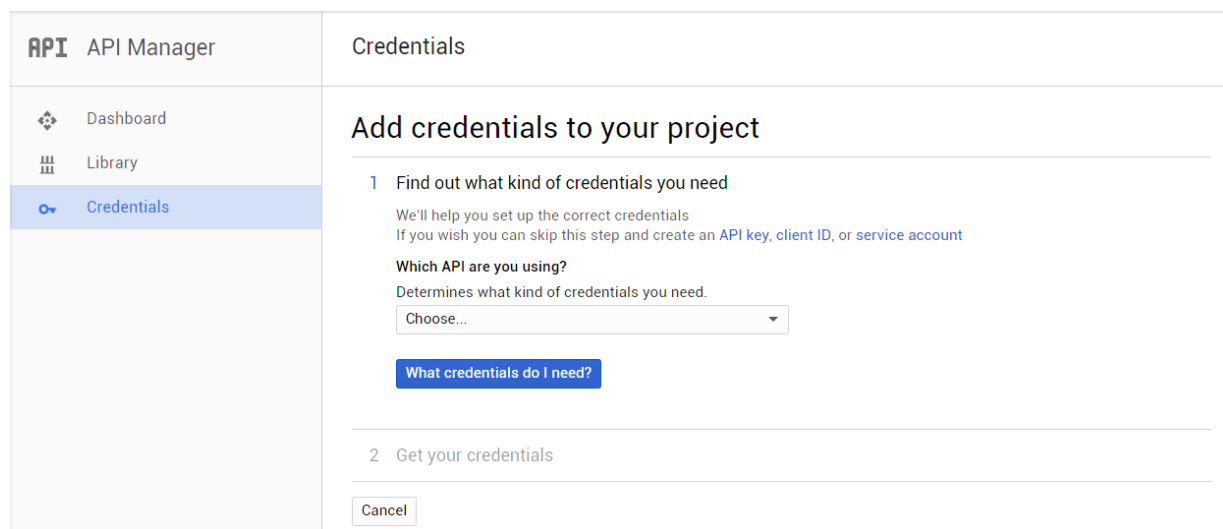 API API Manager
Credentials
Dashboard
Library
Credentials
Add credentials to your project
1 Find out what kind of credentials you need
We'll help you set up the correct credentials
If you wish you can skip this step and create an API key, client ID, or service account
Which API are you using?
Determines what kind of credentials you need.
Choose...
What credentials do I need?
2 Get your credentials
Cancel